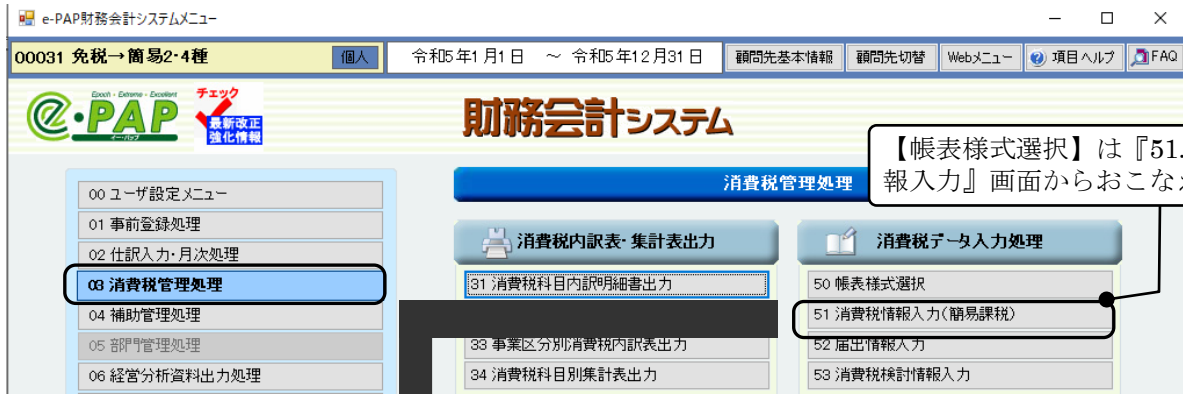 e-PAP財務会計システムメニュー
00031 免税→簡易2・4種
個人
令和5年1月1日 ～ 令和5年12月31日
顧問先基本情報
顧問先切替
Webメニュー
項目ヘルプ
FAQ
Epoch - Extreme - Excellent
e・PAP
イー・パップ
チェック
最新改正
強化情報
財務会計システム
【帳表様式選択】は『51.
報入力』画面からおこなえ
00 ユーザ設定メニュー
01 事前登録処理
02 仕訳入力・月次処理
03 消費税管理処理
04 補助管理処理
05 部門管理処理
06 経営分析資料出力処理
消費税管理処理
消費税内訳表・集計表出力
31 消費税科目内訳明細書出力
33 事業区分別消費税内訳表出力
34 消費税科目別集計表出力
消費税データ入力処理
50 帳表様式選択
51 消費税情報入力(簡易課税)
52 届出情報入力
53 消費税検討情報入力